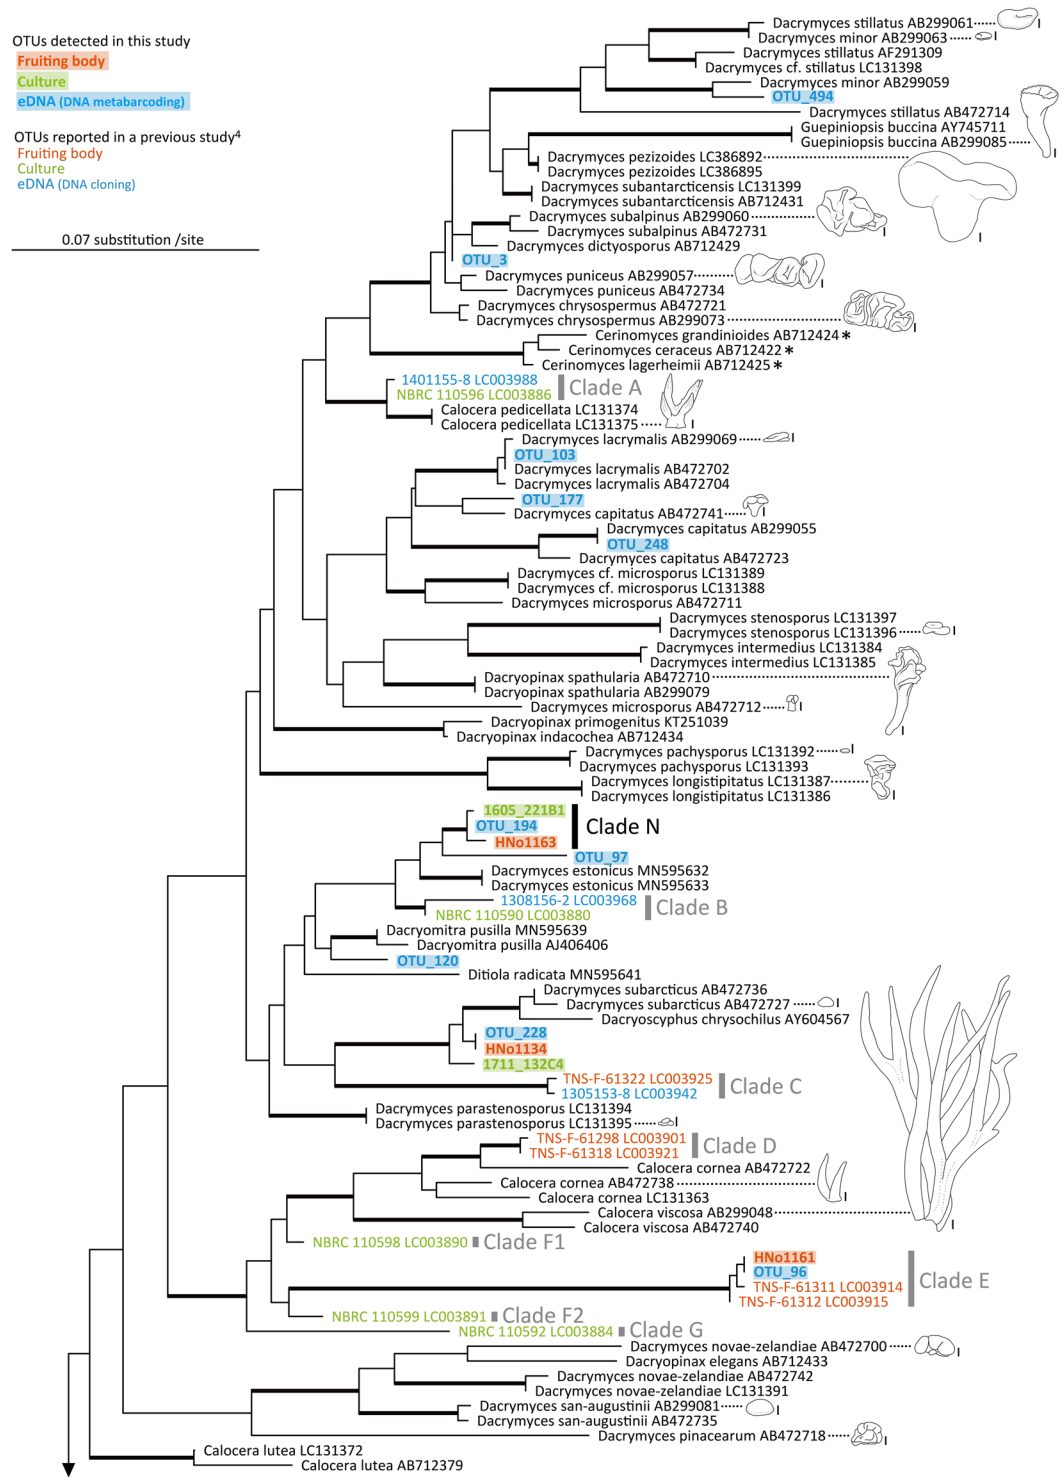 OTUs detected in this study
Fruiting body
Culture
eDNA (DNA metabarcoding)
OTUs reported in a previous study4
Fruiting body
Culture
eDNA (DNA cloning)
0.07 substitution /site
Dacrymyces stillatus AB299061
Dacrymyces minor AB299063
Dacrymyces stillatus AF291309
Dacrymyces cf. stillatus LC131398
Dacrymyces minor AB299059
OTU_494
Dacrymyces stillatus AB472714
Guepiniopsis buccina AY745711
Guepiniopsis buccina AB299085
Dacrymyces pezizoides LC386892
Dacrymyces pezizoides LC386895
Dacrymyces subantarcticensis LC131399
Dacrymyces subantarcticensis AB712431
Dacrymyces subalpinus AB299060
Dacrymyces subalpinus AB472731
Dacrymyces dictyosporus AB712429
OTU_3
Dacrymyces puniceus AB299057
Dacrymyces puniceus AB472734
Dacrymyces chrysospermus AB472721
Dacrymyces chrysospermus AB299073
Cerinomyces grandinioides AB712424 *
Cerinomyces ceraceus AB712422 *
Cerinomyces lagerheimii AB712425 *
1401155-8 LC003988
NBRC 110596 LC003886
Clade A
Calocera pedicellata LC131374
Calocera pedicellata LC131375
Dacrymyces lacrymalis AB299069
OTU_103
Dacrymyces lacrymalis AB472702
Dacrymyces lacrymalis AB472704
OTU_177
Dacrymyces capitatus AB472741
Dacrymyces capitatus AB299055
OTU_248
Dacrymyces capitatus AB472723
Dacrymyces cf. microsporus LC131389
Dacrymyces cf. microsporus LC131388
Dacrymyces microsporus AB472711
Dacrymyces stenosporus LC131397
Dacrymyces stenosporus LC131396
Dacrymyces intermedius LC131384
Dacrymyces intermedius LC131385
Dacryopinax spathularia AB472710
Dacryopinax spathularia AB299079
Dacrymyces microsporus AB472712
Dacryopinax primogenitus KT251039
Dacryopinax indacochea AB712434
Dacrymyces pachysporus LC131392
Dacrymyces pachysporus LC131393
Dacrymyces longistipitatus LC131387
Dacrymyces longistipitatus LC131386
1605_221B1
OTU_194
HNo1163
Clade N
OTU_97
Dacrymyces estonicus MN595632
Dacrymyces estonicus MN595633
1308156-2 LC003968
NBRC 110590 LC003880
Clade B
Dacryomitra pusilla MN595639
Dacryomitra pusilla AJ406406
OTU_120
Ditiola radicata MN595641
Dacrymyces subarcticus AB472736
Dacrymyces subarcticus AB472727
Dacryoscyphus chrysochilus AY604567
OTU_228
HNo1134
1711_132C4
TNS-F-61322 LC003925
1305153-8 LC003942
Clade C
Dacrymyces parastenosporus LC131394
Dacrymyces parastenosporus LC131395
TNS-F-61298 LC003901
TNS-F-61318 LC003921
Clade D
Calocera cornea AB472722
Calocera cornea AB472738
Calocera cornea LC131363
Calocera viscosa AB299048
Calocera viscosa AB472740
NBRC 110598 LC003890
Clade F1
HNo1161
OTU_96
TNS-F-61311 LC003914
TNS-F-61312 LC003915
Clade E
NBRC 110599 LC003891
Clade F2
NBRC 110592 LC003884
Clade G
Dacrymyces novae-zelandiae AB472700
Dacryopinax elegans AB712433
Dacrymyces novae-zelandiae AB472742
Dacrymyces novae-zelandiae LC131391
Dacrymyces san-augustinii AB299081
Dacrymyces san-augustinii AB472735
Dacrymyces pinacearum AB472718
Calocera lutea LC131372
Calocera lutea AB712379